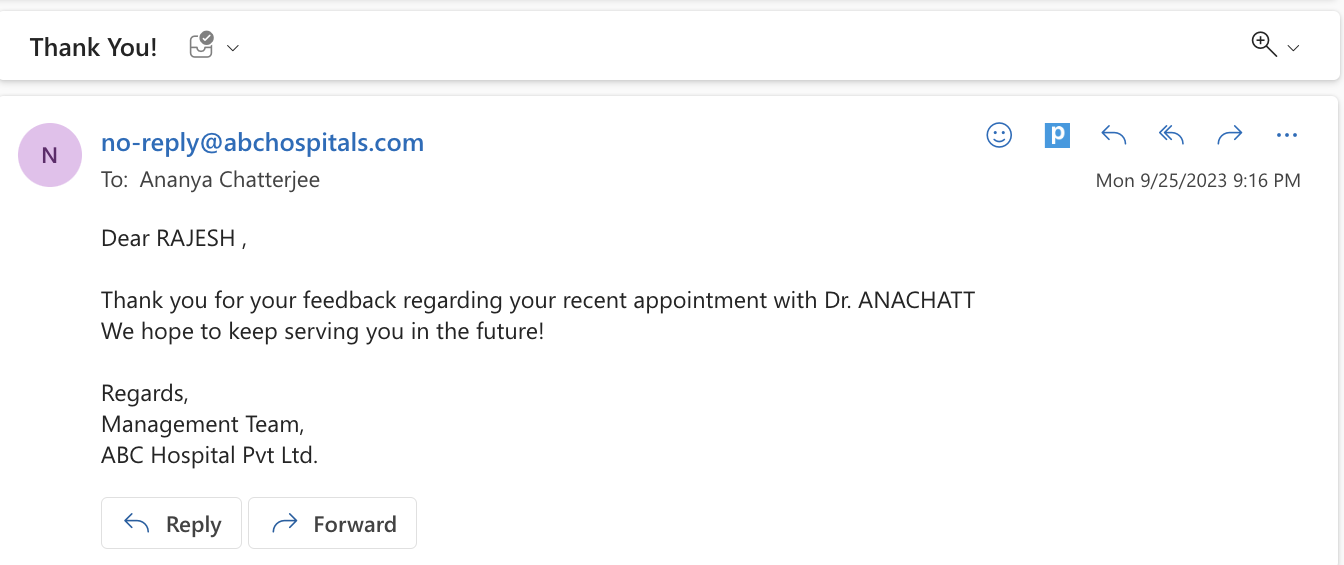 Thank You!
no-reply@abchospitals.com
N
p
To: Ananya Chatterjee
Mon 9/25/2023 9:16 PM
Dear RAJESH ,
Thank you for your feedback regarding your recent appointment with Dr. ANACHATT
We hope to keep serving you in the future!
Regards,
Management Team,
ABC Hospital Pvt Ltd.
Reply
Forward